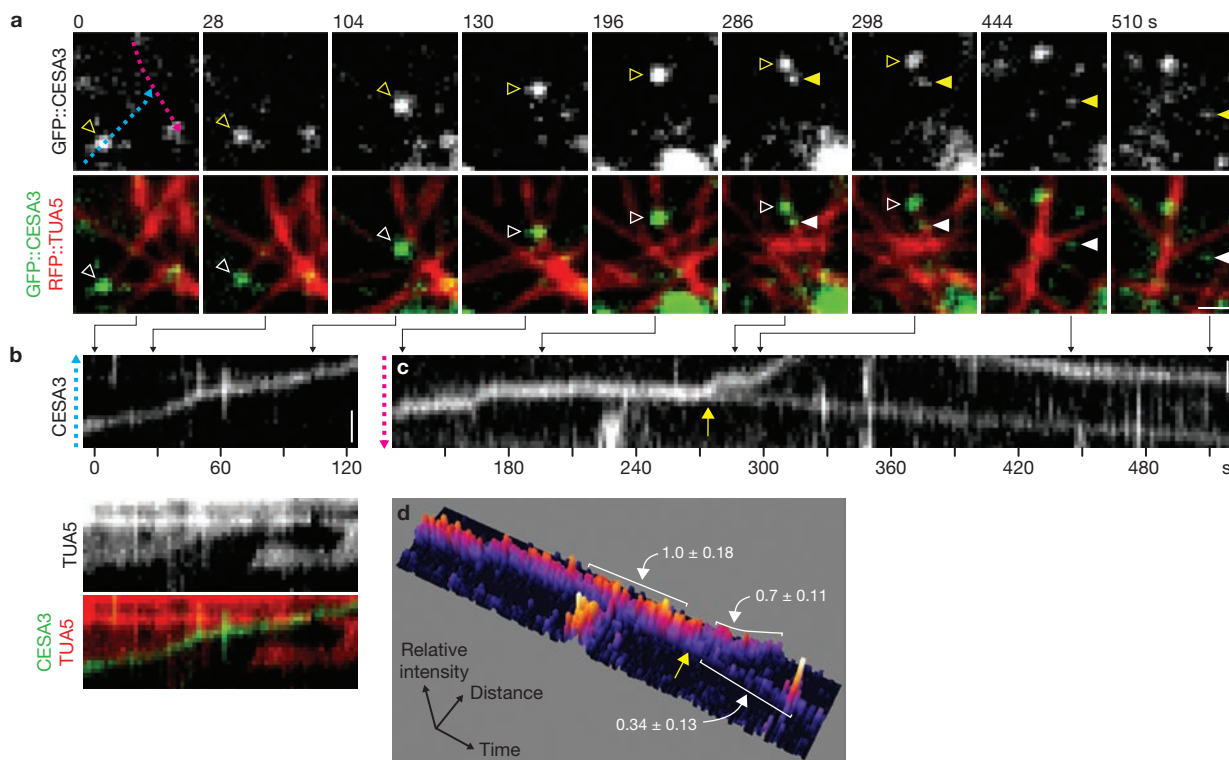 a
0 28 104 130 196 286 298 444 510 s
GFP::CESA3
GFP::CESA3
RFP::TUA5
b
c
CESA3
0 60 120 180 240 300 360 420 480 s
TUA5
CESA3
TUA5
d
1.0 ± 0.18
0.7 ± 0.11
0.34 ± 0.13
Relative
intensity
Distance
Time